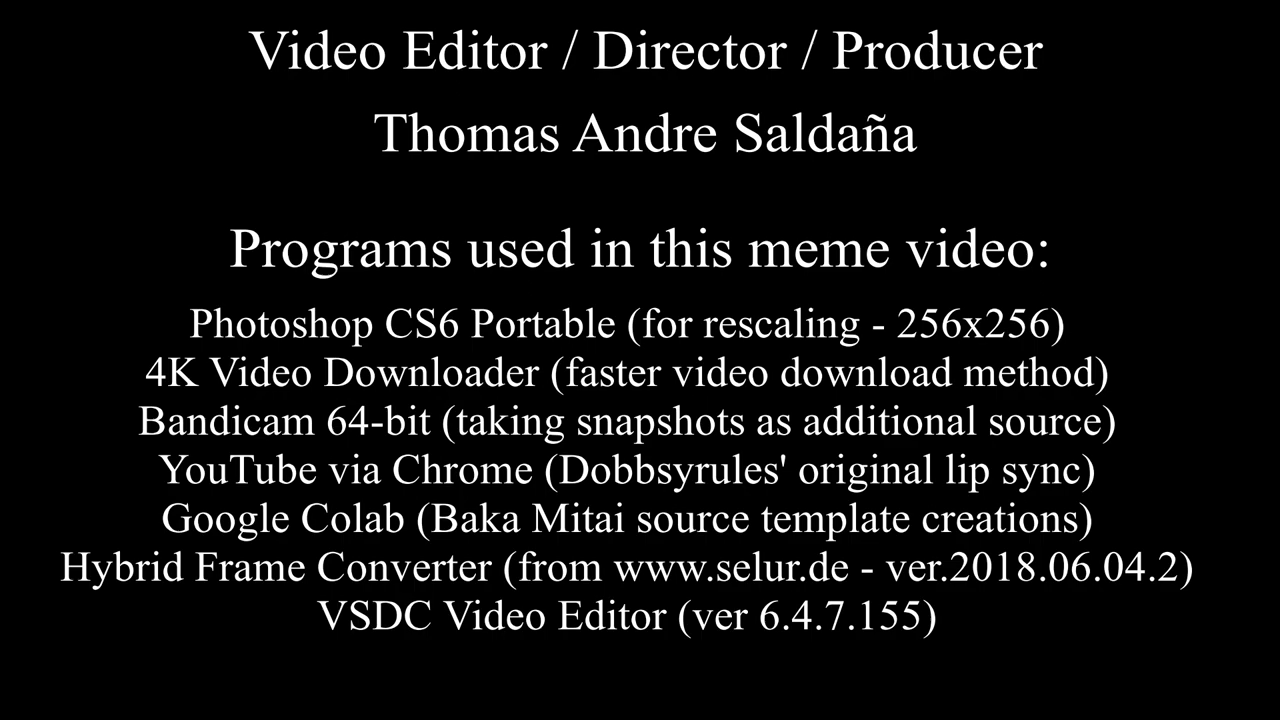 Video Editor / Director / Producer
Thomas Andre Saldaña
Programs used in this meme video:
Photoshop CS6 Portable (for rescaling - 256x256)
4K Video Downloader (faster video download method)
Bandicam 64-bit (taking snapshots as additional source)
YouTube via Chrome (Dobbsyrules' original lip sync)
Google Colab (Baka Mitai source template creations)
Hybrid Frame Converter (from www.selur.de - ver.2018.06.04.2)
VSDC Video Editor (ver 6.4.7.155)